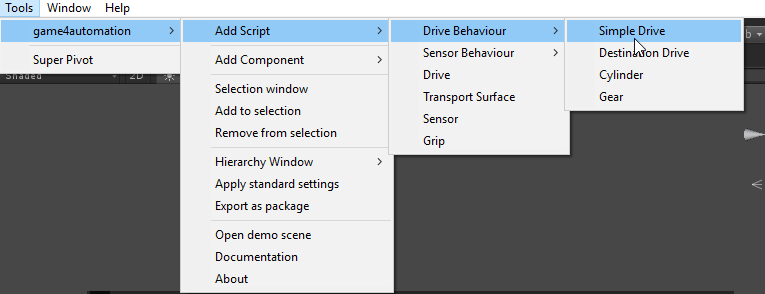 Tools Window Help
game4automation
Super Pivot
Shaded 2D
Add Script
Add Component
Selection window
Add to selection
Remove from selection
Hierarchy Window
Apply standard settings
Export as package
Open demo scene
Documentation
About
Drive Behaviour
Sensor Behaviour
Drive
Transport Surface
Sensor
Grip
Simple Drive
Destination Drive
Cylinder
Gear